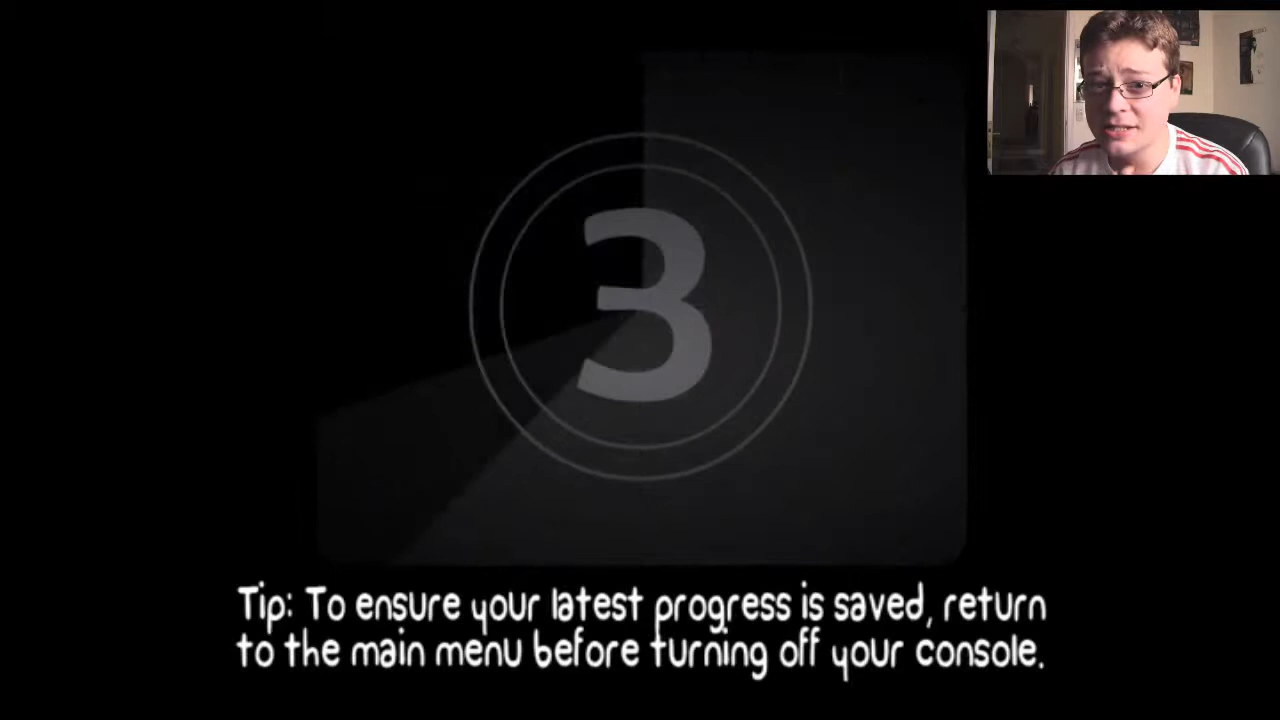 3
Tip: To ensure your latest progress is saved, return
to the main menu before turning off your console.